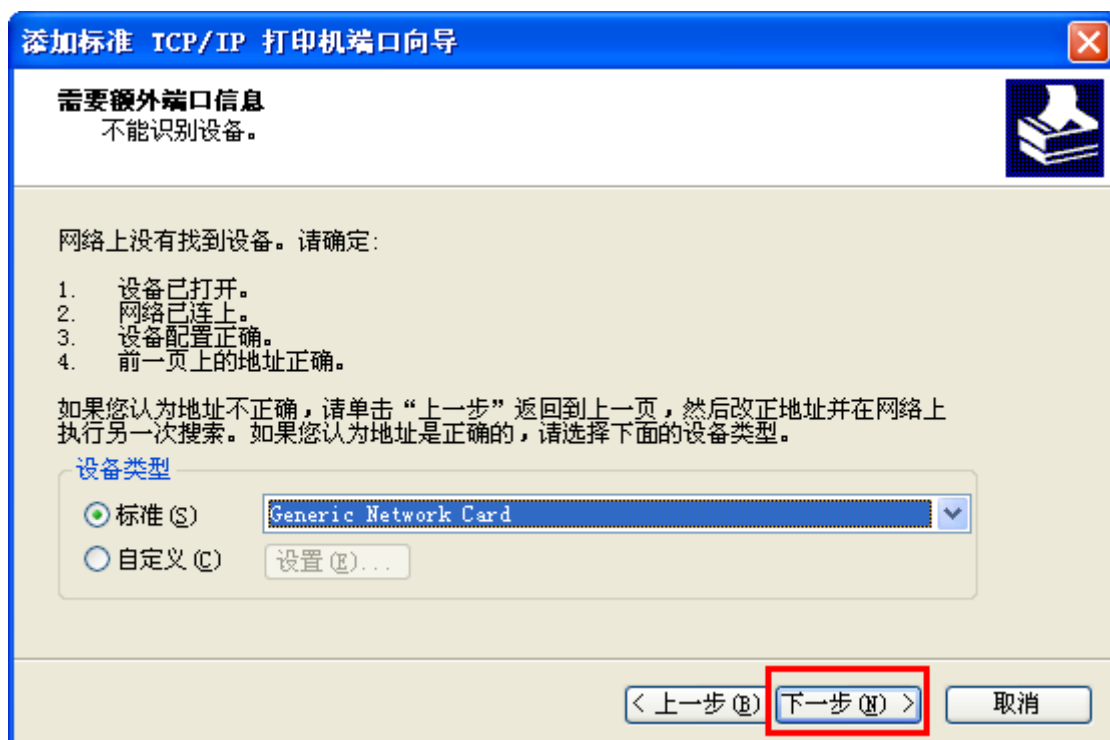 添加标准 TCP/IP 打印机端口向导
需要额外端口信息
不能识别设备。
网络上没有找到设备。请确定:
1. 设备已打开。
2. 网络已连上。
3. 设备配置正确。
4. 前一页上的地址正确。
如果您认为地址不正确，请单击“上一步”返回到上一页，然后改正地址并在网络上
执行另一次搜索。如果您认为地址是正确的，请选择下面的设备类型。
设备类型
标准(S) Generic Network Card
自定义(C) 设置(E)...
< 上一步(B) 下一步(N) > 取消